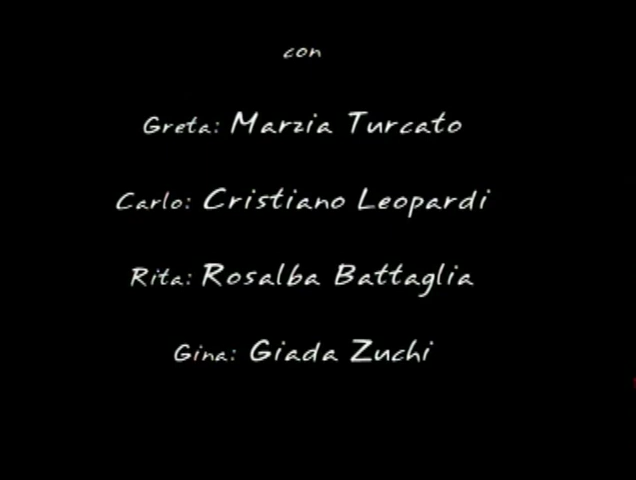 con
Greta: Marzia Turcato
Carlo: Cristiano Leopardi
Rita: Rosalba Battaglia
Gina: Giada Zuchi